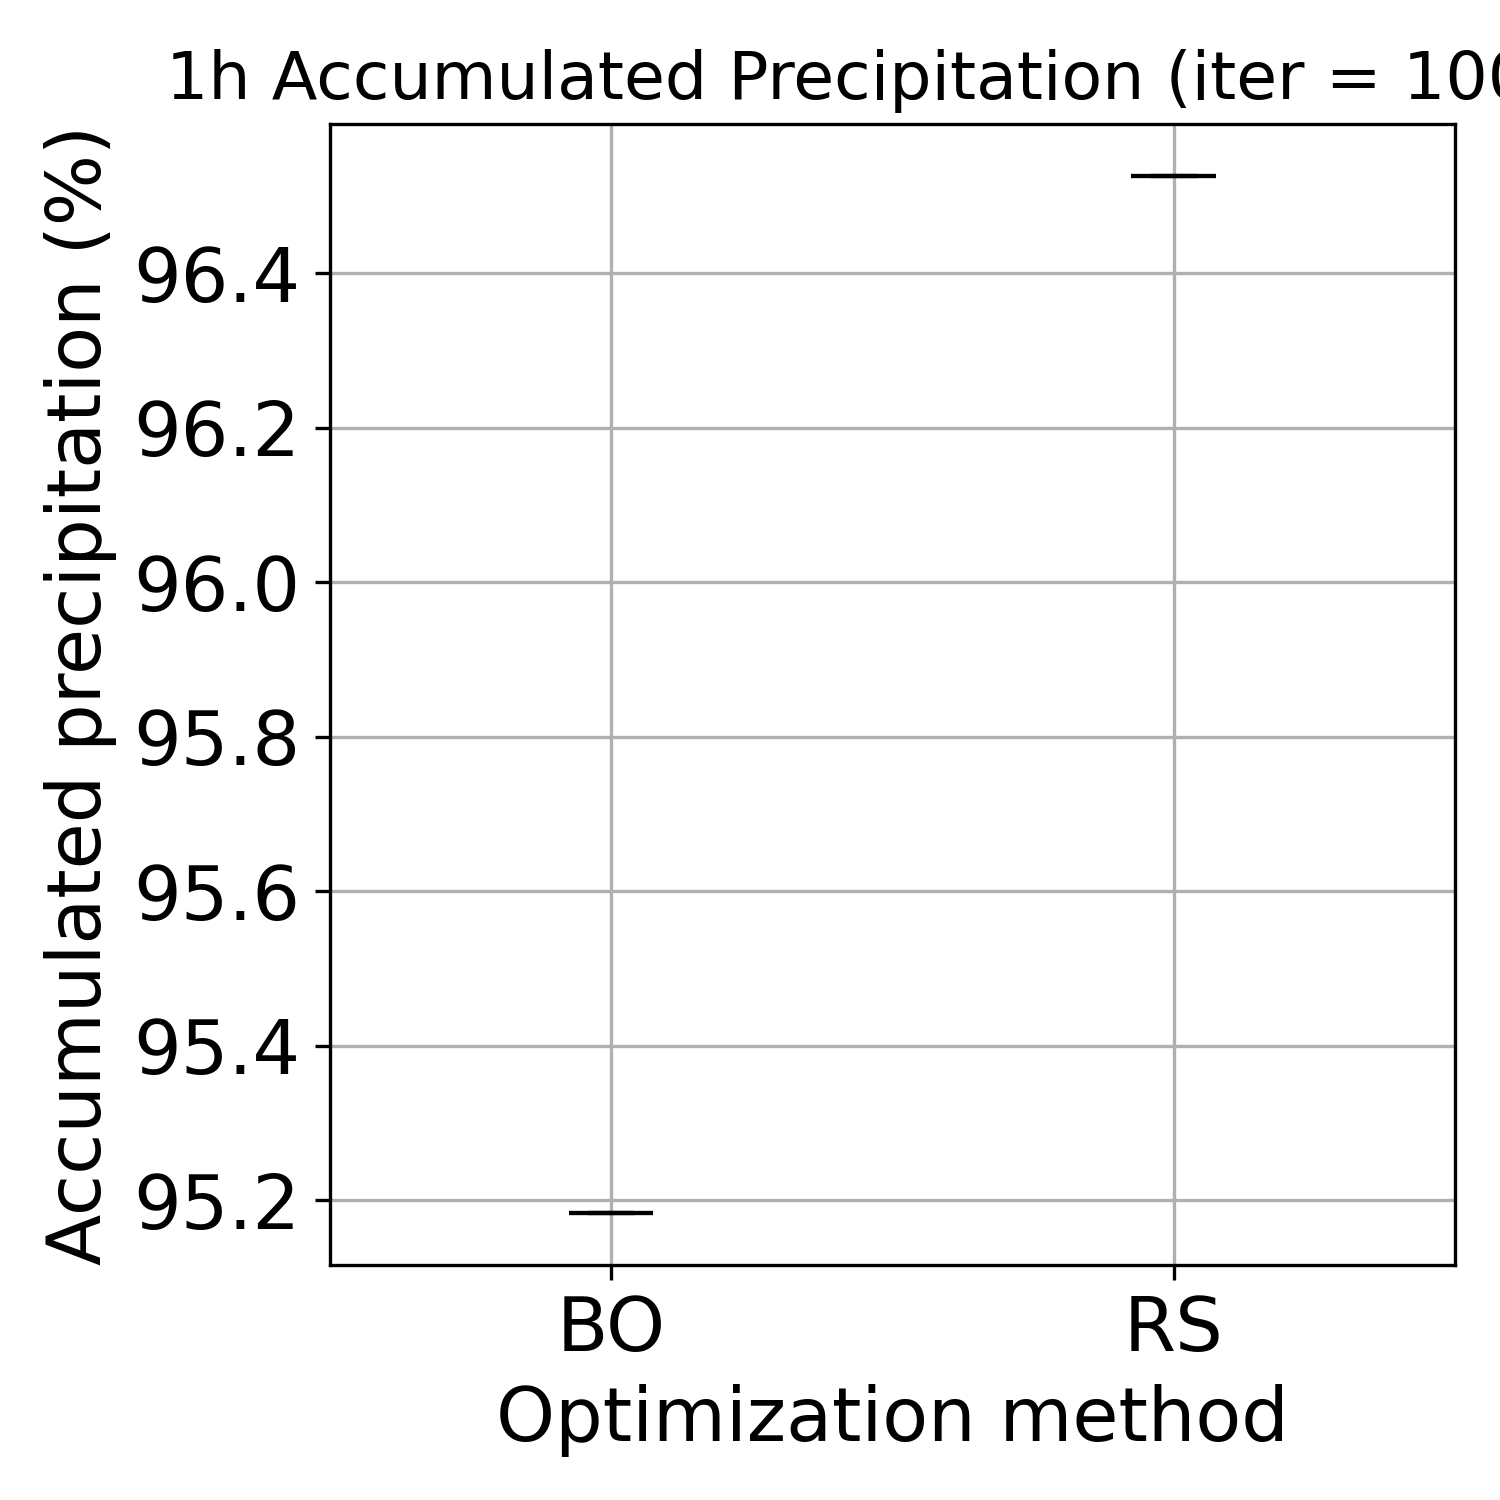 1h Accumulated Precipitation (iter = 100
Accumulated precipitation (%)
96.4
96.2
96.0
95.8
95.6
95.4
95.2
BO
RS
Optimization method